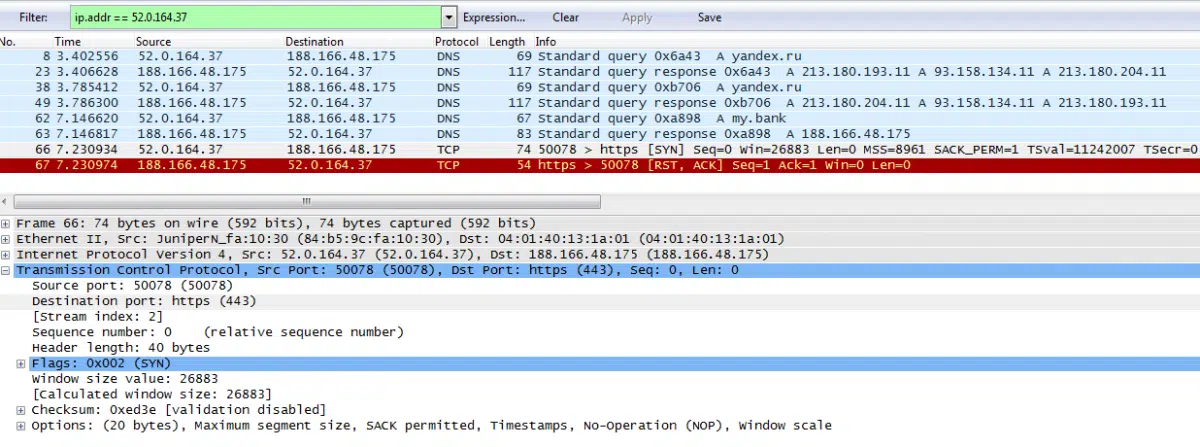 Filter: ip.addr == 52.0.164.37 Expression... Clear Apply Save
No. Time Source Destination Protocol Length Info
8 3.402556 52.0.164.37 188.166.48.175 DNS 69 Standard query 0x6a43 A yandex.ru
23 3.406628 188.166.48.175 52.0.164.37 DNS 117 Standard query response 0x6a43 A 213.180.193.11 A 93.158.134.11 A 213.180.204.11
38 3.785412 52.0.164.37 188.166.48.175 DNS 69 Standard query 0xb706 A yandex.ru
49 3.786300 188.166.48.175 52.0.164.37 DNS 117 Standard query response 0xb706 A 213.180.204.11 A 93.158.134.11 A 213.180.193.11
62 7.146620 52.0.164.37 188.166.48.175 DNS 67 Standard query 0xa898 A my.bank
63 7.146817 188.166.48.175 52.0.164.37 DNS 83 Standard query response 0xa898 A 188.166.48.175
66 7.230934 52.0.164.37 188.166.48.175 TCP 74 50078 > https [SYN] Seq=0 Win=26883 Len=0 MSS=8961 SACK_PERM=1 TSval=11242007 TSecr=0
67 7.230974 188.166.48.175 52.0.164.37 TCP 54 https > 50078 [RST, ACK] Seq=1 Ack=1 Win=0 Len=0
Frame 66: 74 bytes on wire (592 bits), 74 bytes captured (592 bits)
Ethernet II, Src: JuniperN_fa:10:30 (84:b5:9c:fa:10:30), Dst: 04:01:40:13:1a:01 (04:01:40:13:1a:01)
Internet Protocol Version 4, Src: 52.0.164.37 (52.0.164.37), Dst: 188.166.48.175 (188.166.48.175)
Transmission Control Protocol, Src Port: 50078 (50078), Dst Port: https (443), Seq: 0, Len: 0
Source port: 50078 (50078)
Destination port: https (443)
[Stream index: 2]
Sequence number: 0 (relative sequence number)
Header length: 40 bytes
Flags: 0x002 (SYN)
Window size value: 26883
[Calculated window size: 26883]
Checksum: 0xed3e [validation disabled]
Options: (20 bytes), Maximum segment size, SACK permitted, Timestamps, No-Operation (NOP), Window scale